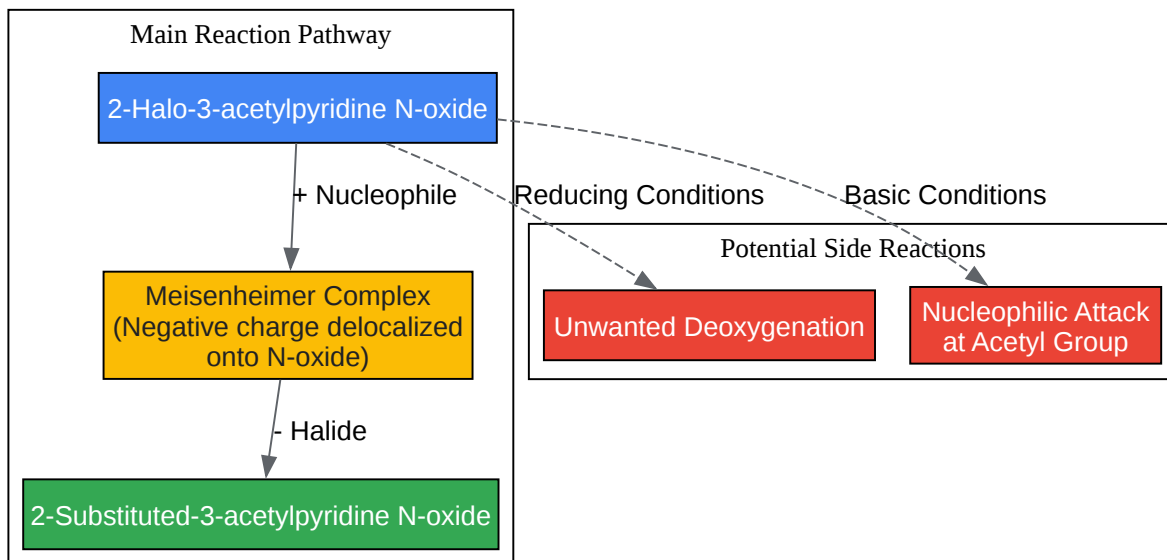 Main Reaction Pathway
2-Halo-3-acetylpyridine N-oxide
+ Nucleophile
Reducing Conditions
Basic Conditions
Potential Side Reactions
Meisenheimer Complex
(Negative charge delocalized
onto N-oxide)
Unwanted Deoxygenation
Nucleophilic Attack
at Acetyl Group
- Halide
2-Substituted-3-acetylpyridine N-oxide